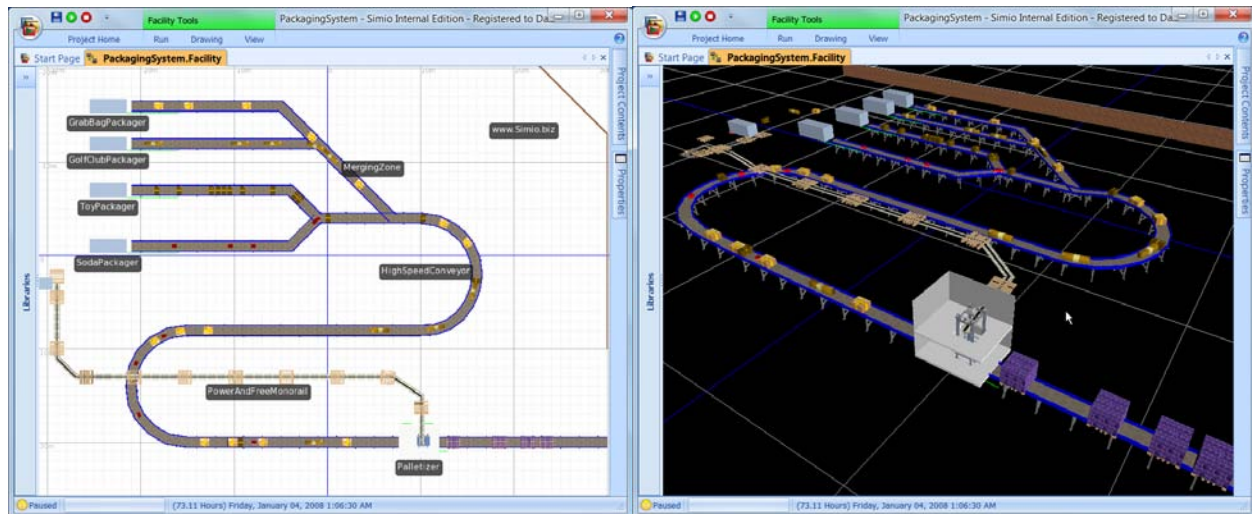 Facility Tools
PackagingSystem - Simio Internal Edition - Registered to Da...
Project Home Run Drawing View
Start Page PackagingSystem.Facility
GrabBagPackager
GolfClubPackager
ToyPackager
SodaPackager
MergingZone
www.Simio.biz
HighSpeedConveyor
PowerAndFreeMonorail
Palletizer
Libraries
Project Contents
Properties
Paused (73.11 Hours) Friday, January 04, 2008 1:06:30 AM
Facility Tools
PackagingSystem - Simio Internal Edition - Registered to Da...
Project Home Run Drawing View
Start Page PackagingSystem.Facility
Libraries
Project Contents
Properties
Paused (73.11 Hours) Friday, January 04, 2008 1:06:30 AM